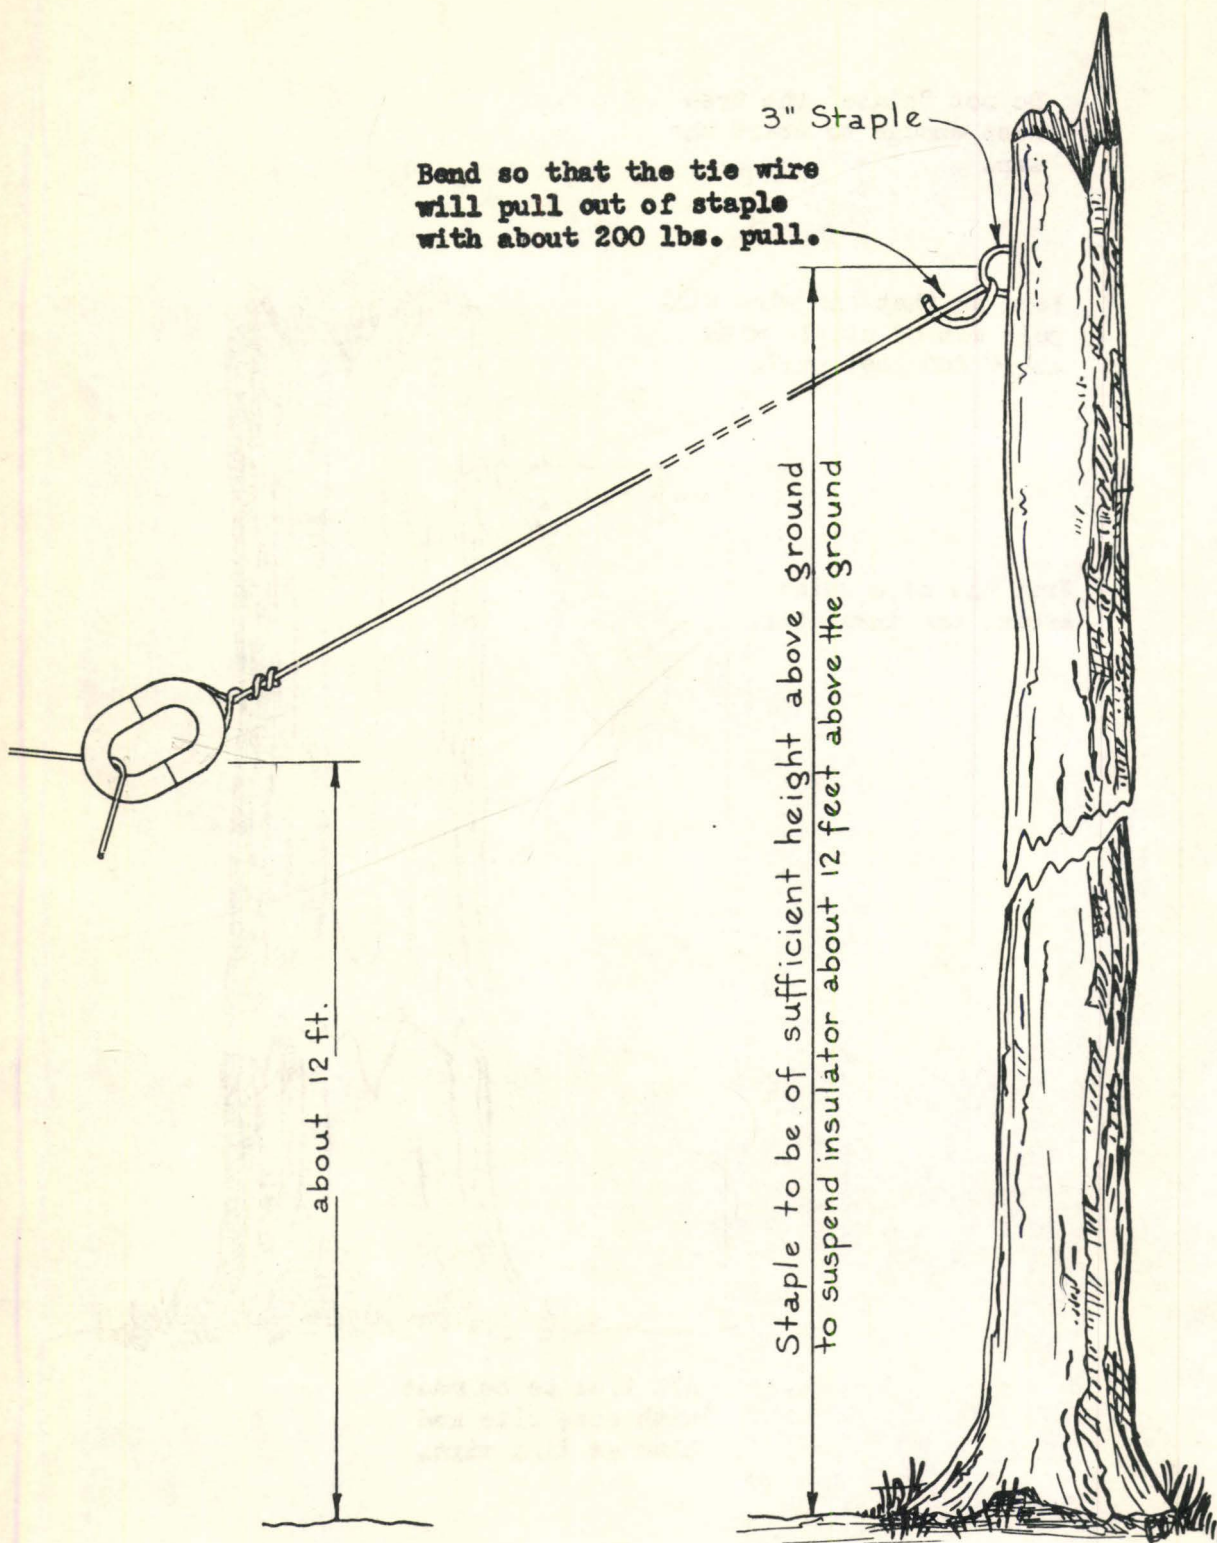 3" Staple
Bend so that the tie wire
will pull out of staple
with about 200 lbs. pull.
Staple to be of sufficient height above ground
to suspend insulator about 12 feet above the ground
about 12 ft.